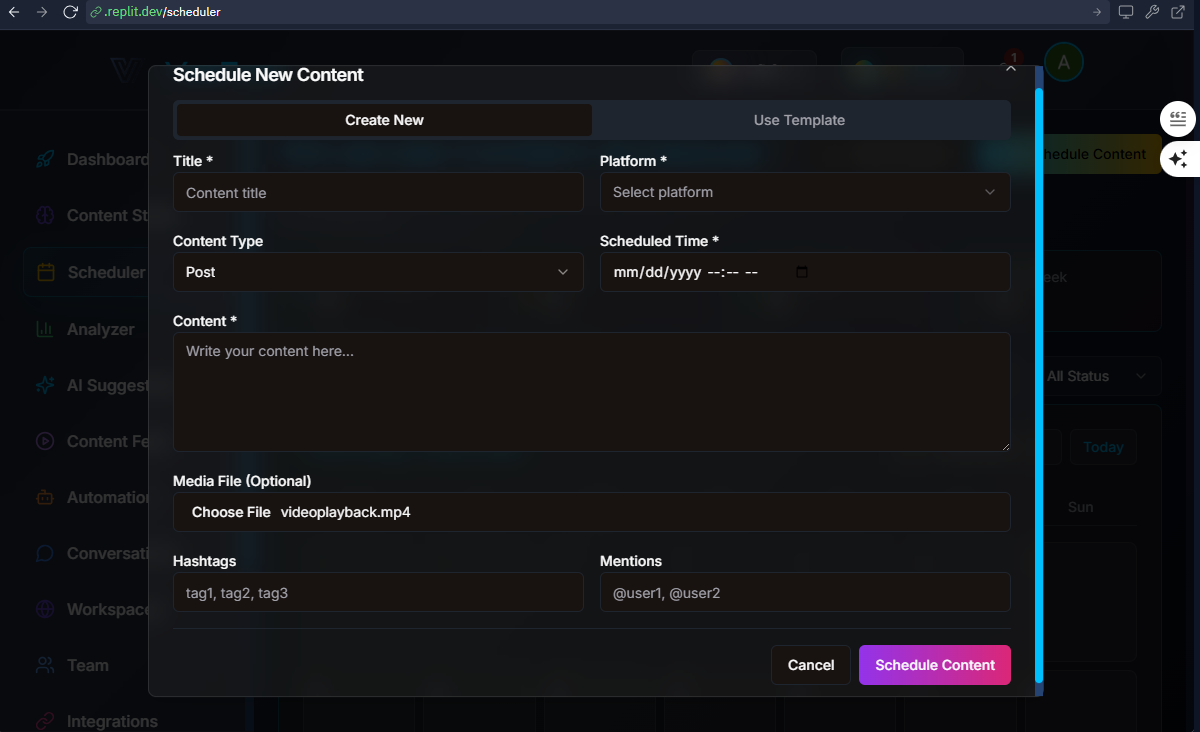 .replit.dev/scheduler
1
A
Schedule New Content
Create New
Use Template
Title *
Platform *
Content title
Select platform
Content Type
Scheduled Time *
Post
mm/dd/yyyy --:-- --
Content *
Write your content here...
Media File (Optional)
Choose File videoplayback.mp4
Hashtags
Mentions
tag1, tag2, tag3
@user1, @user2
Cancel
Schedule Content
Dashboard
Content St
Scheduler
Analyzer
AI Suggest
Content Fe
Automation
Conversati
Workspace
Team
Integrations
hedule Content
eek
All Status
Today
Sun